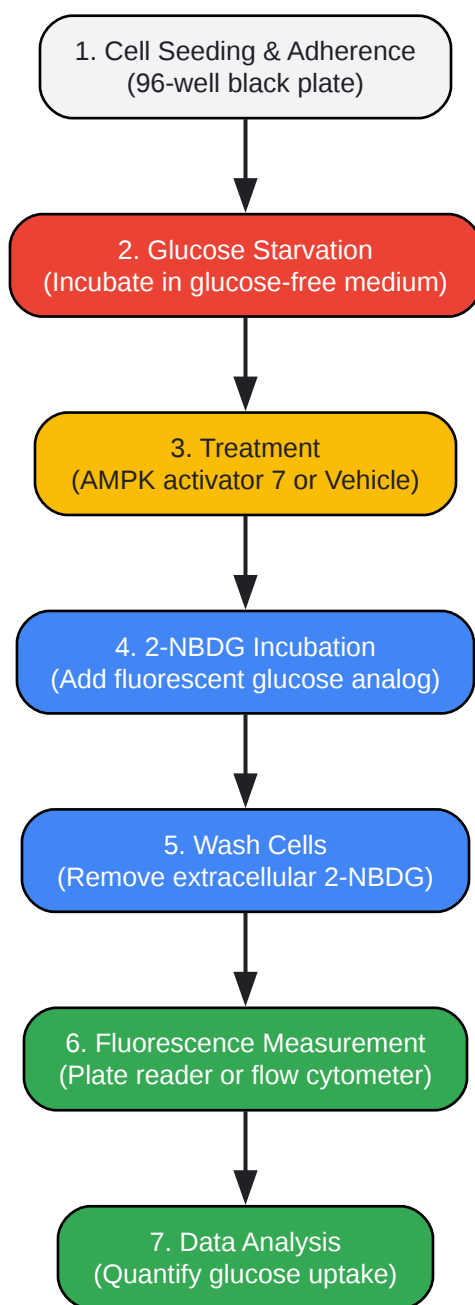 1. Cell Seeding & Adherence
(96-well black plate)
2. Glucose Starvation
(Incubate in glucose-free medium)
3. Treatment
(AMPK activator 7 or Vehicle)
4. 2-NBDG Incubation
(Add fluorescent glucose analog)
5. Wash Cells
(Remove extracellular 2-NBDG)
6. Fluorescence Measurement
(Plate reader or flow cytometer)
7. Data Analysis
(Quantify glucose uptake)